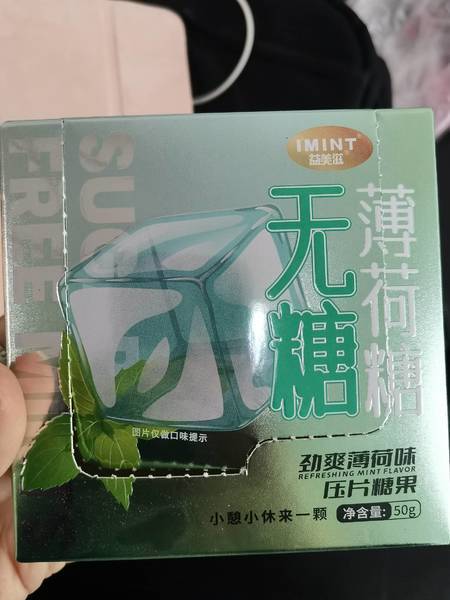 IMINT
益美滋
SUG
FREE M
无糖
薄荷糖
图片仅做口味提示
劲爽薄荷味
REFRESHING MINT FLAVOR
压片糖果
小憩小休来一颗 净含量: 50g